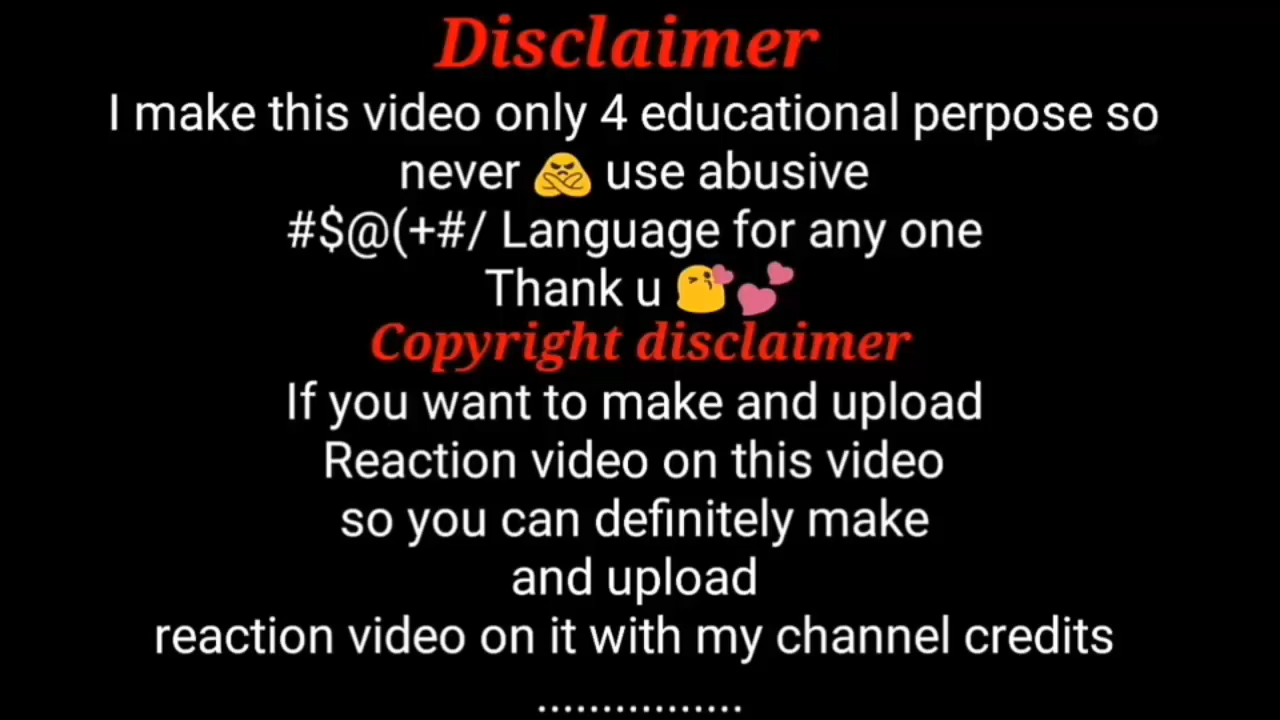 Disclaimer
I make this video only 4 educational perpose so
never 🙅 use abusive
#$@(+#/ Language for any one
Thank u 😘💕
Copyright disclaimer
If you want to make and upload
Reaction video on this video
so you can definitely make
and upload
reaction video on it with my channel credits
................